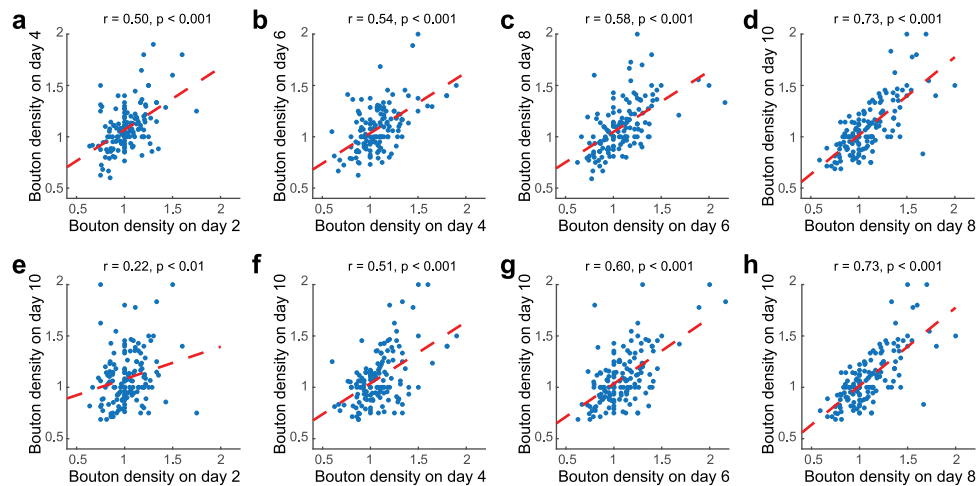 a
r = 0.50, p < 0.001
Bouton density on day 4
2
1.5
1
0.5
0.5
1
1.5
2
Bouton density on day 2
b
r = 0.54, p < 0.001
Bouton density on day 6
2
1.5
1
0.5
0.5
1
1.5
2
Bouton density on day 4
c
r = 0.58, p < 0.001
Bouton density on day 8
2
1.5
1
0.5
0.5
1
1.5
2
Bouton density on day 6
d
r = 0.73, p < 0.001
Bouton density on day 10
2
1.5
1
0.5
0.5
1
1.5
2
Bouton density on day 8
e
r = 0.22, p < 0.01
Bouton density on day 10
2
1.5
1
0.5
0.5
1
1.5
2
Bouton density on day 2
f
r = 0.51, p < 0.001
Bouton density on day 10
2
1.5
1
0.5
0.5
1
1.5
2
Bouton density on day 4
g
r = 0.60, p < 0.001
Bouton density on day 10
2
1.5
1
0.5
0.5
1
1.5
2
Bouton density on day 6
h
r = 0.73, p < 0.001
Bouton density on day 10
2
1.5
1
0.5
0.5
1
1.5
2
Bouton density on day 8